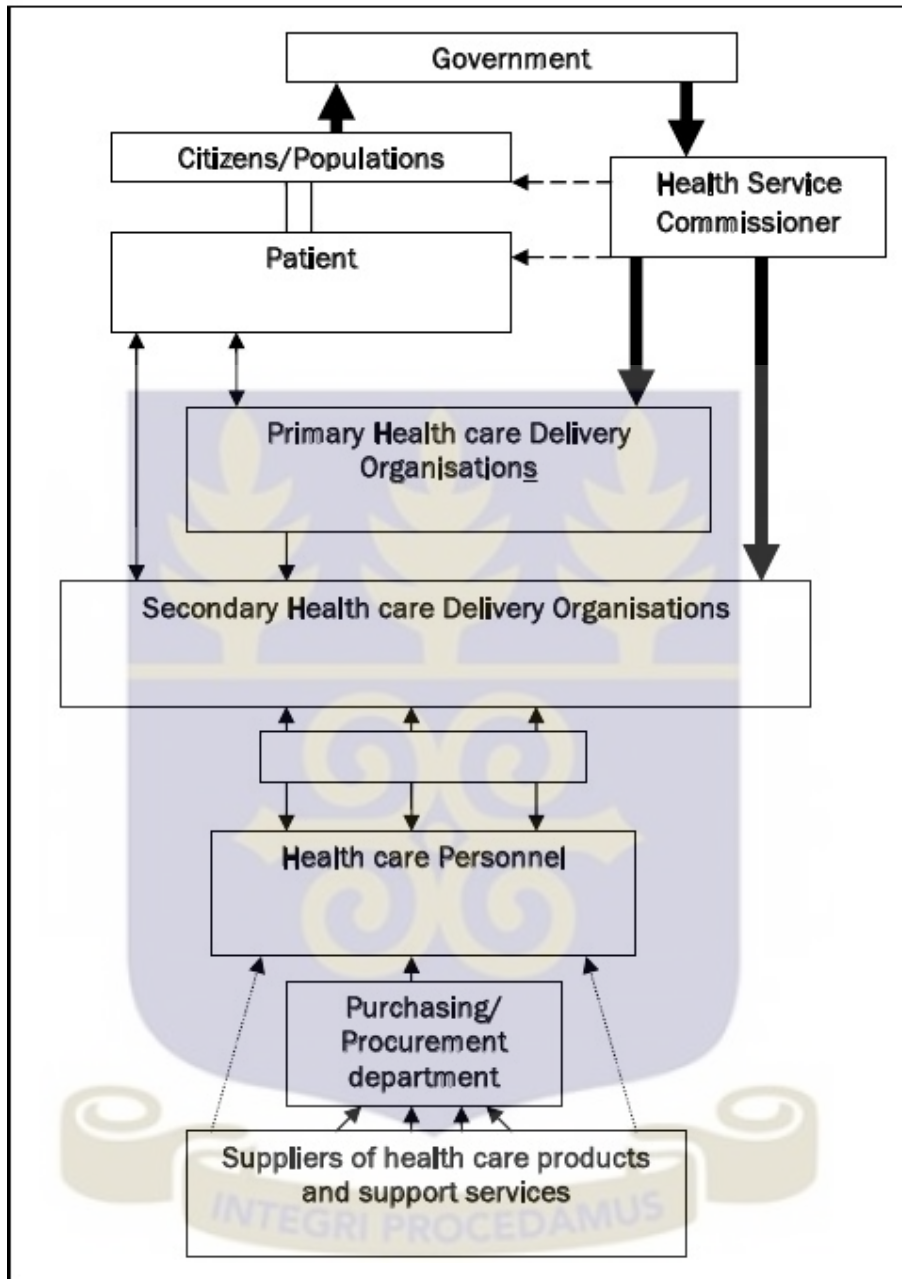 Government
Citizens/Populations
Health Service
Commissioner
Patient
Primary Health care Delivery
Organisations
Secondary Health care Delivery Organisations
Health care Personnel
Purchasing/
Procurement
department
Suppliers of health care products
and support services
INTEGRI PROCEDAMUS